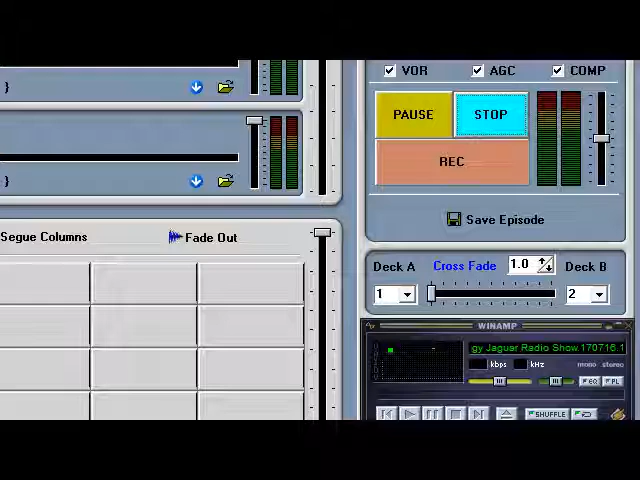 VOR AGC COMP
}
PAUSE STOP
REC
}
Save Episode
Segue Columns Fade Out
Deck A Cross Fade 1.0 Deck B
1 2
WINAMP
gy Jaguar Radio Show.170716.1
kbps kHz mono stereo
EQ PL
SHUFFLE